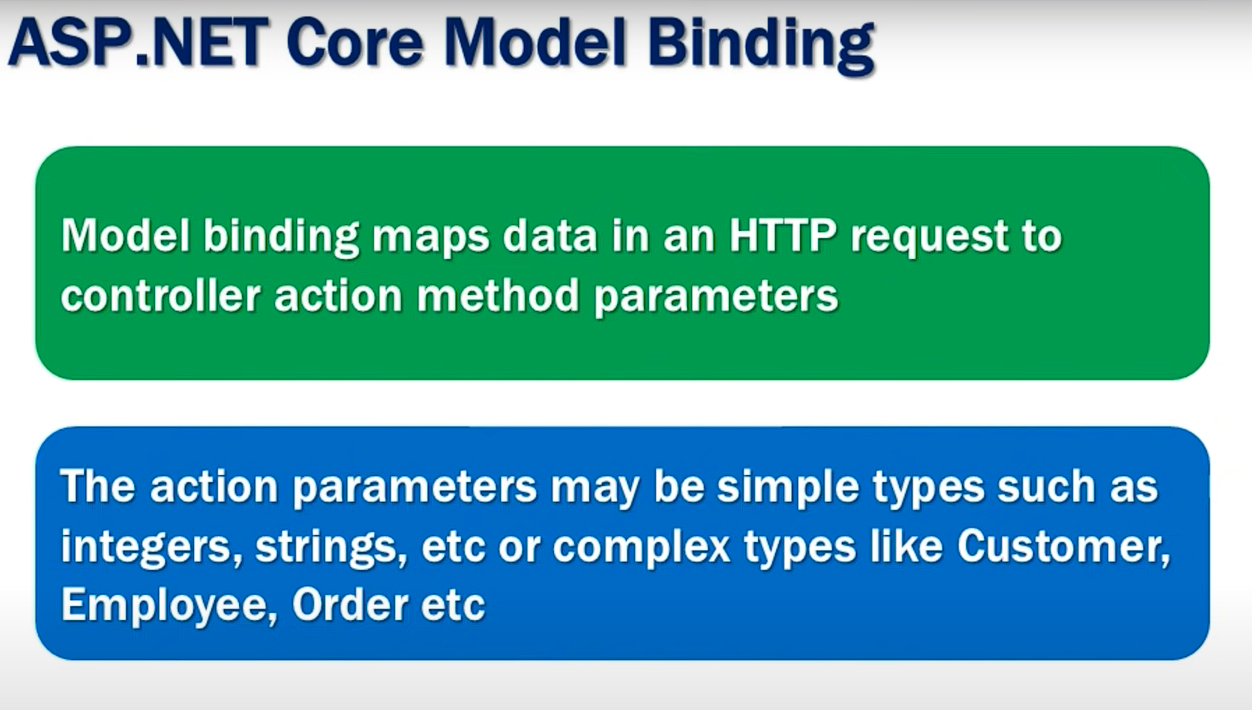 ASP.NET Core Model Binding
Model binding maps data in an HTTP request to
controller action method parameters
The action parameters may be simple types such as
integers, strings, etc or complex types like Customer,
Employee, Order etc